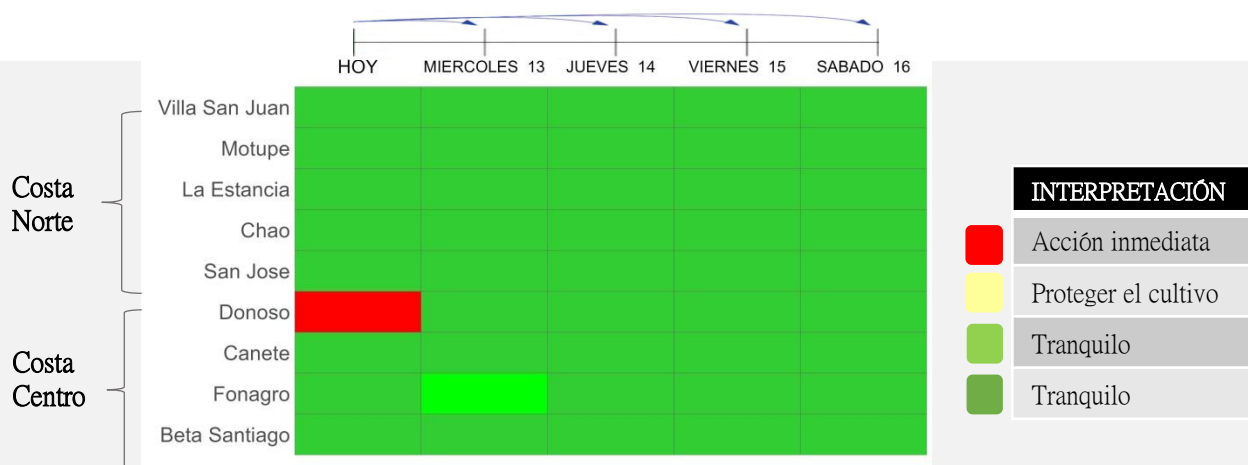 HOY MIERCOLES 13 JUEVES 14 VIERNES 15 SABADO 16
Costa
Norte
Villa San Juan
Motupe
La Estancia
Chao
San Jose
Costa
Centro
Donoso
Canete
Fonagro
Beta Santiago
INTERPRETACIÓN
Acción inmediata
Proteger el cultivo
Tranquilo
Tranquilo